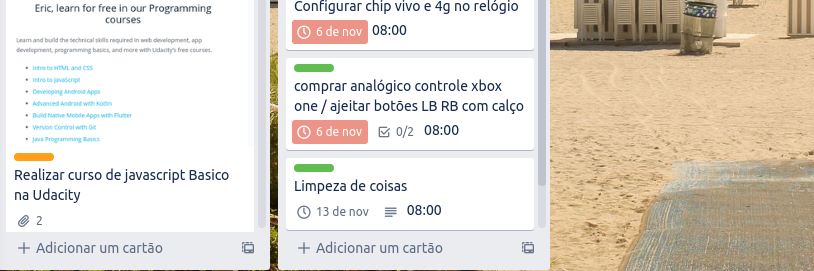 Eric, learn for free in our Programming
courses
Learn and build the technical skills required in web development, app
development, programming basics, and more with Udacity's free courses.
Intro to HTML and CSS
Intro to JavaScript
Developing Android Apps
Advanced Android with Kotlin
Build Native Mobile Apps with Flutter
Version Control with Git
Java Programming Basics
Realizar curso de javascript Basico
na Udacity
2
+ Adicionar um cartão
Configurar chip vivo e 4g no relógio
6 de nov 08:00
comprar analógico controle xbox
one / ajeitar botões LB RB com calço
6 de nov 0/2 08:00
Limpeza de coisas
13 de nov 08:00
+ Adicionar um cartão